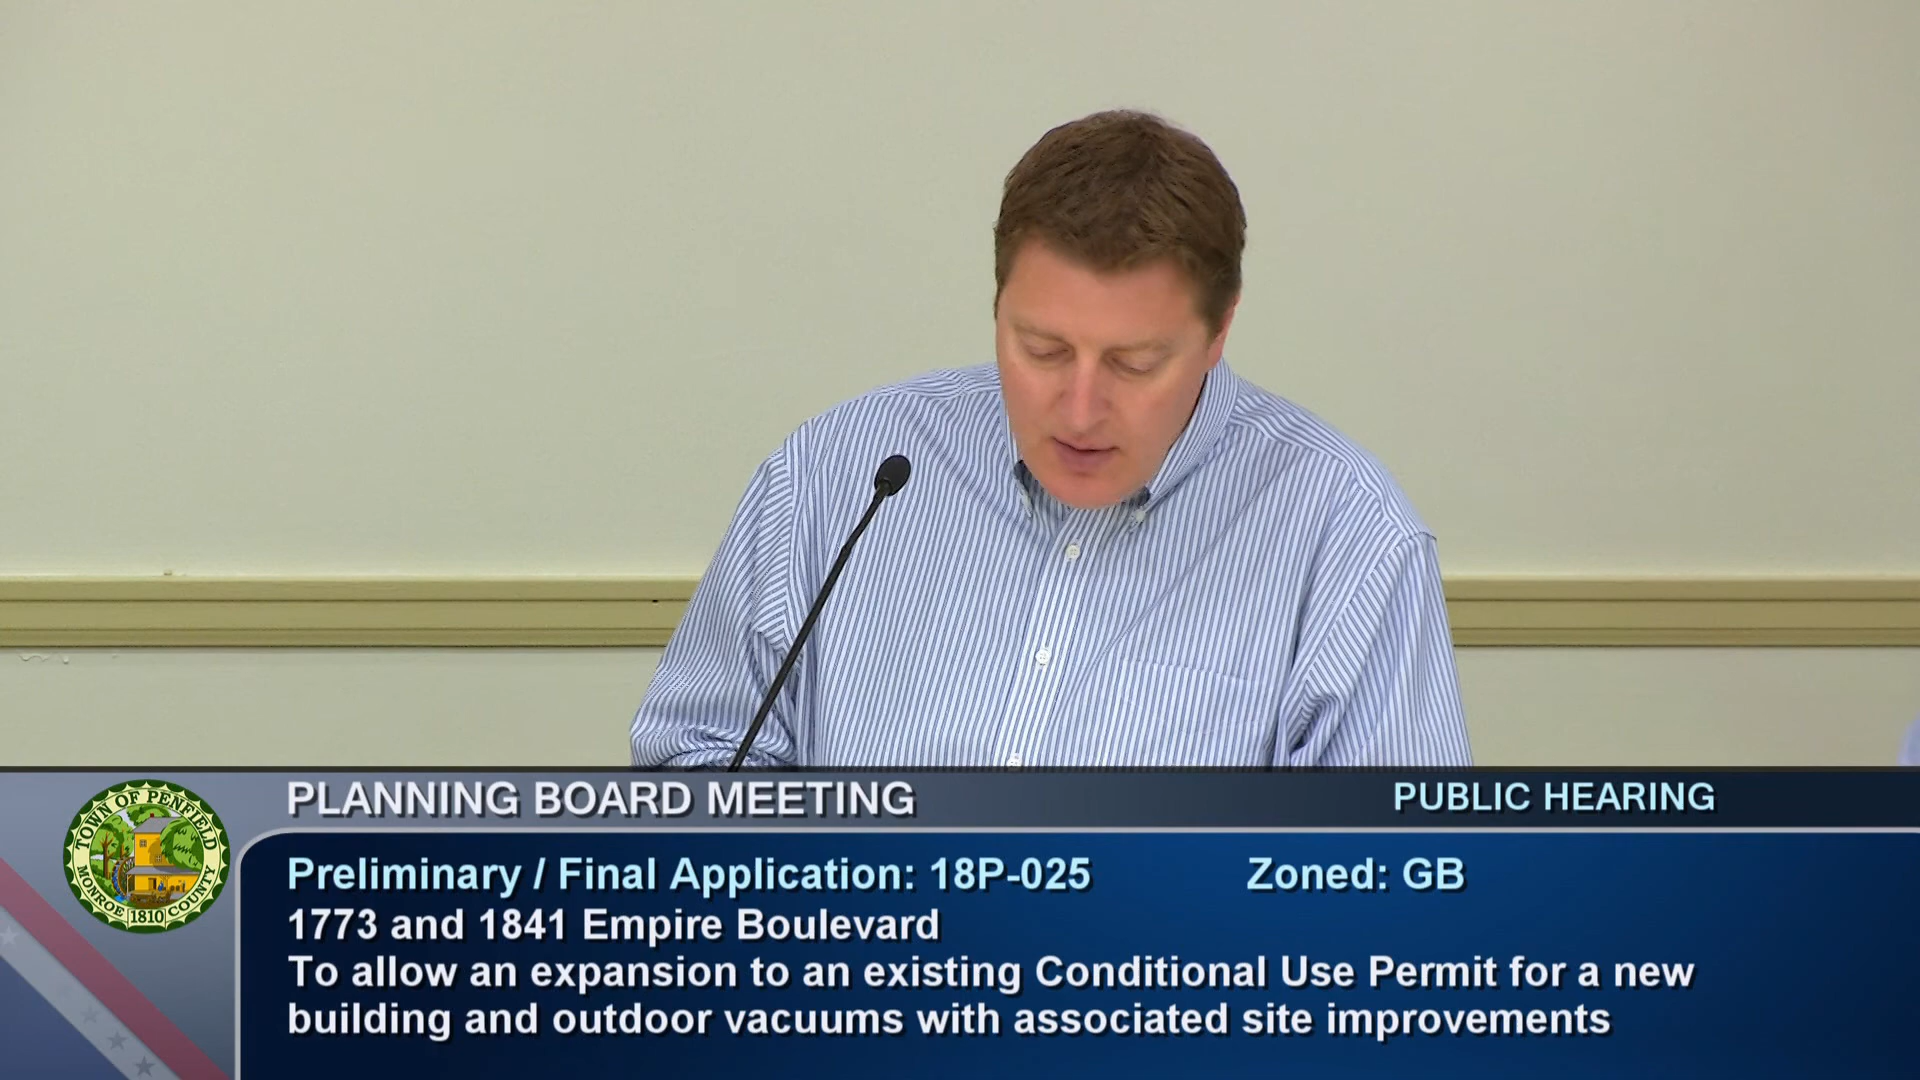 PLANNING BOARD MEETING
PUBLIC HEARING
TOWN OF PENFIELD
MONROE 1810 COUNTY
Preliminary / Final Application: 18P-025 Zoned: GB
1773 and 1841 Empire Boulevard
To allow an expansion to an existing Conditional Use Permit for a new
building and outdoor vacuums with associated site improvements